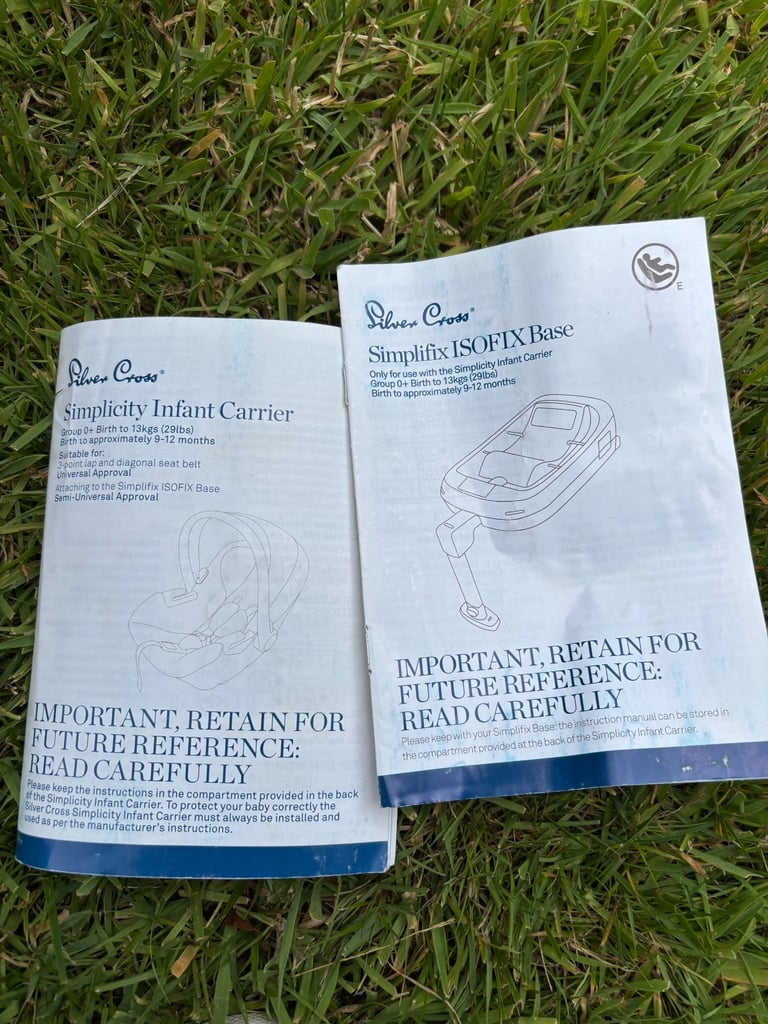 Silver Cross®
Simplicity Infant Carrier
Group 0+ Birth to 13kgs (29lbs)
Birth to approximately 9-12 months
Suitable for:
3-point lap and diagonal seat belt
Universal Approval
Attaching to the Simplifix ISOFIX Base
Semi-Universal Approval
IMPORTANT, RETAIN FOR
FUTURE REFERENCE:
READ CAREFULLY
Please keep the instructions in the compartment provided in the back
of the Simplicity Infant Carrier. To protect your baby correctly the
Silver Cross Simplicity Infant Carrier must always be installed and
used as per the manufacturer's instructions.
E
Silver Cross®
Simplifix ISOFIX Base
Only for use with the Simplicity Infant Carrier
Group 0+ Birth to 13kgs (29lbs)
Birth to approximately 9-12 months
IMPORTANT, RETAIN FOR
FUTURE REFERENCE:
READ CAREFULLY
Please keep with your Simplifix Base: the instruction manual can be stored in
the compartment provided at the back of the Simplicity Infant Carrier.